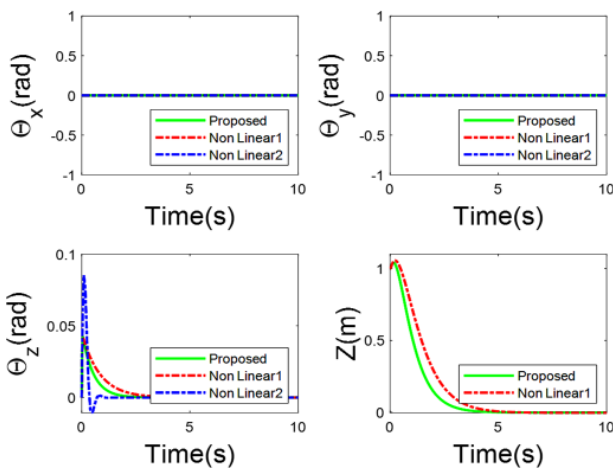 1
0.5
0
-0.5
-1
Θx(rad)
Proposed
Non Linear1
Non Linear2
0
5
10
Time(s)
1
0.5
0
-0.5
-1
Θy(rad)
Proposed
Non Linear1
Non Linear2
0
5
10
Time(s)
0.1
0.05
0
Θz(rad)
Proposed
Non Linear1
Non Linear2
0
5
10
Time(s)
1
0.5
0
Z(m)
Proposed
Non Linear1
0
5
10
Time(s)